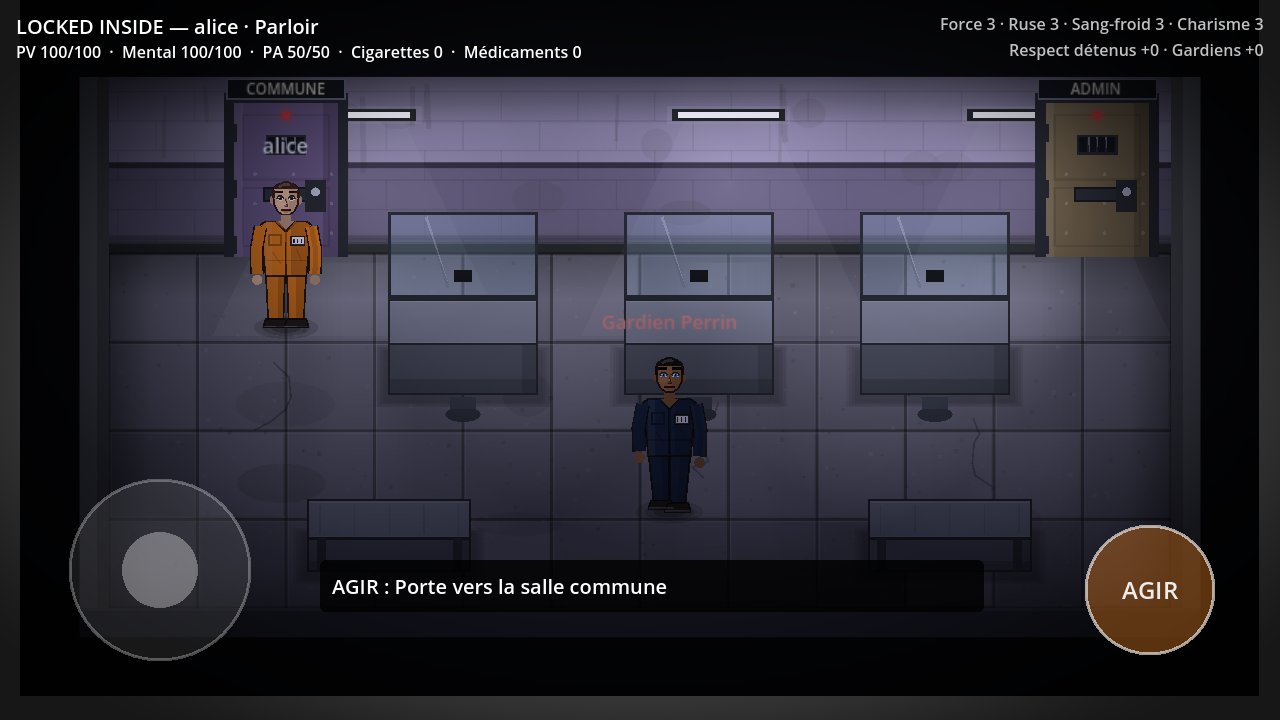 LOCKED INSIDE — alice · Parloir
PV 100/100 · Mental 100/100 · PA 50/50 · Cigarettes 0 · Médicaments 0
Force 3 · Ruse 3 · Sang-froid 3 · Charisme 3
Respect détenus +0 · Gardiens +0
COMMUNE
ADMIN
alice
Gardien Perrin
AGIR : Porte vers la salle commune
AGIR